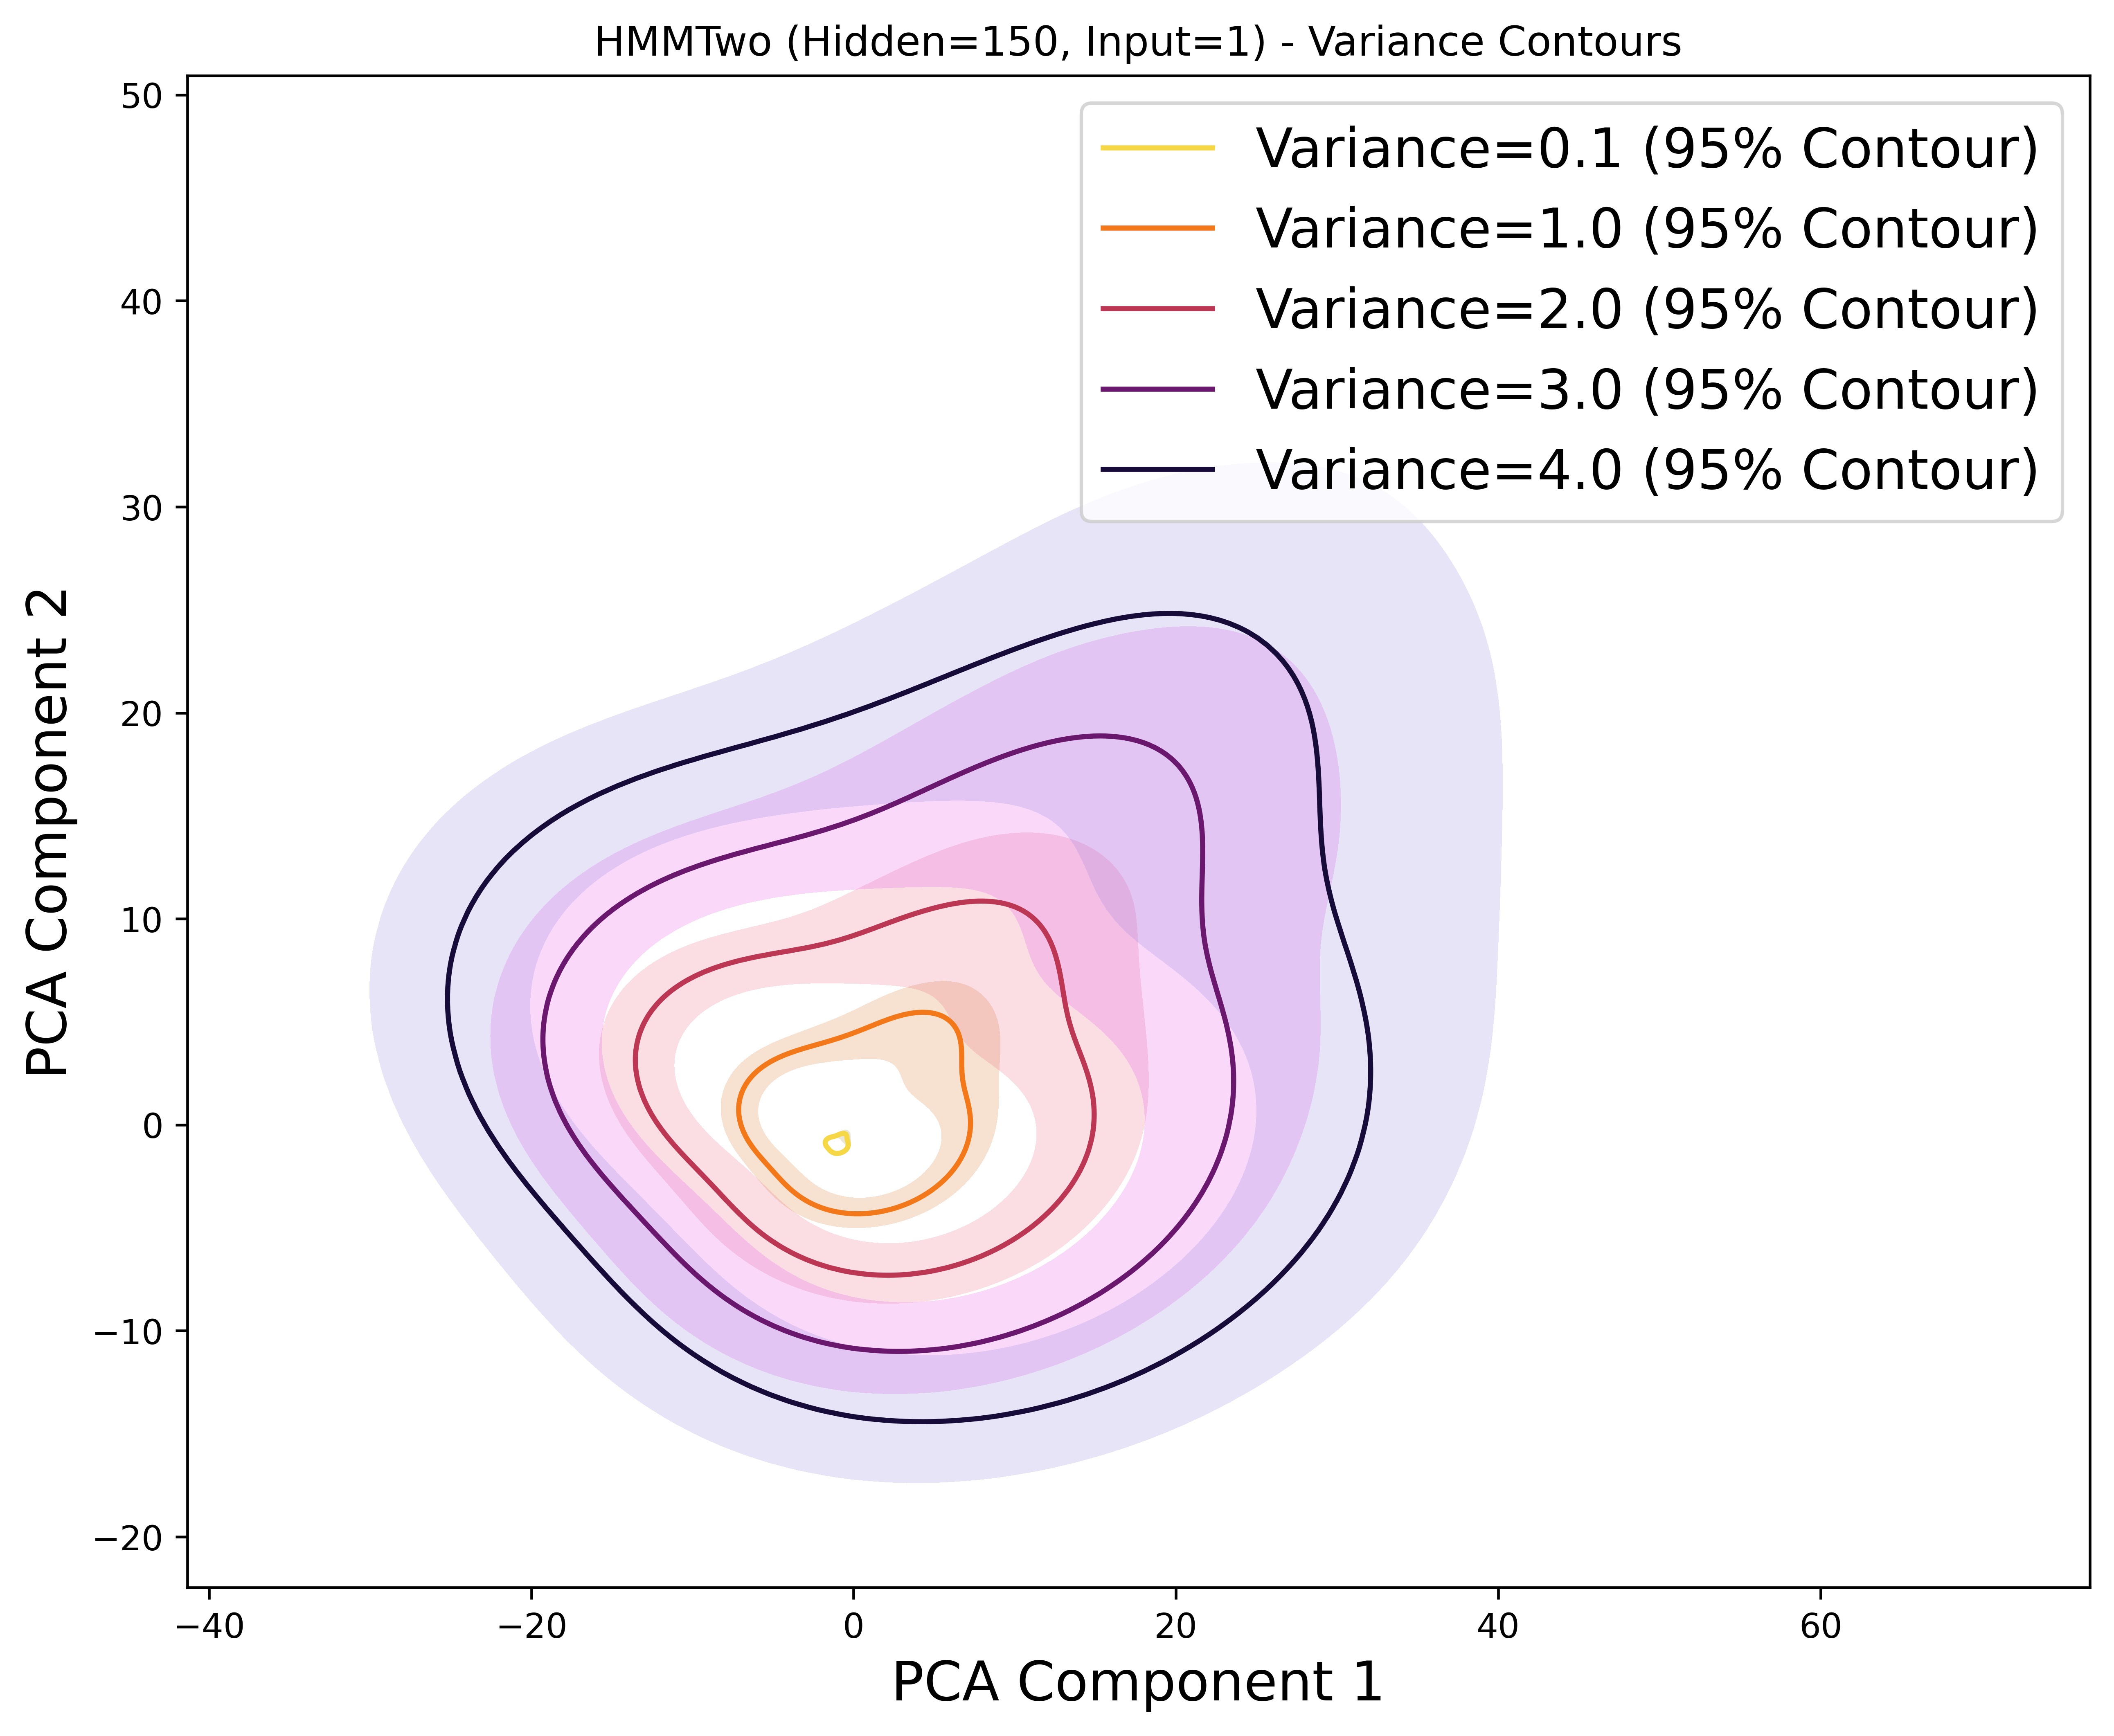 HMMTwo (Hidden=150, Input=1) - Variance Contours
50
40
30
20
10
0
−10
−20
PCA Component 2
Variance=0.1 (95% Contour)
Variance=1.0 (95% Contour)
Variance=2.0 (95% Contour)
Variance=3.0 (95% Contour)
Variance=4.0 (95% Contour)
−40
−20
0
20
40
60
PCA Component 1